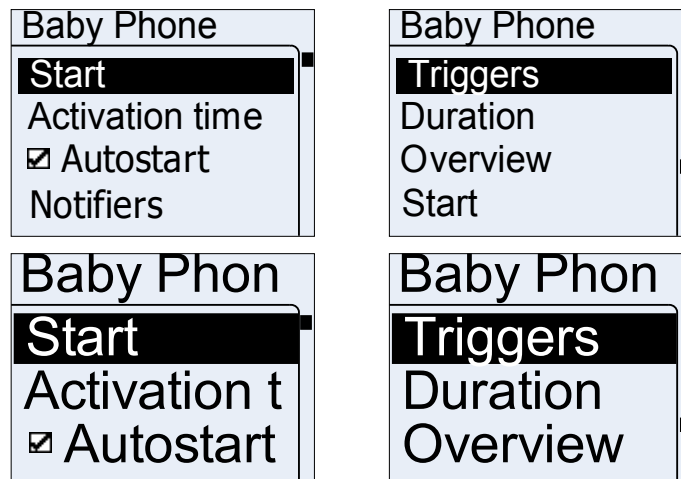 Baby Phone
Start
Activation time
Autostart
Notifiers
Baby Phone
Triggers
Duration
Overview
Start
Baby Phon
Start
Activation t
Autostart
Baby Phon
Triggers
Duration
Overview